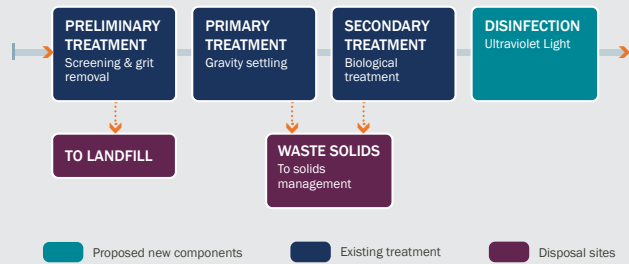 PRELIMINARY
TREATMENT
Screening & grit
removal
PRIMARY
TREATMENT
Gravity settling
SECONDARY
TREATMENT
Biological
treatment
DISINFECTION
Ultraviolet Light
TO LANDFILL
WASTE SOLIDS
To solids
management
Proposed new components
Existing treatment
Disposal sites